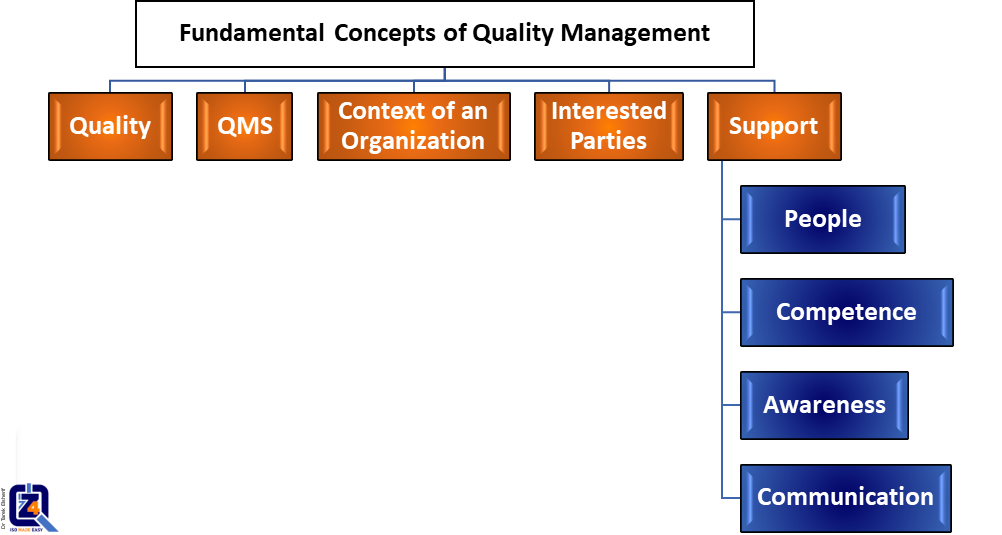 Fundamental Concepts of Quality Management
Quality
QMS
Context of an
Organization
Interested
Parties
Support
People
Competence
Awareness
Communication
Dr Tarek Elsherif
Z4
ISO MADE EASY